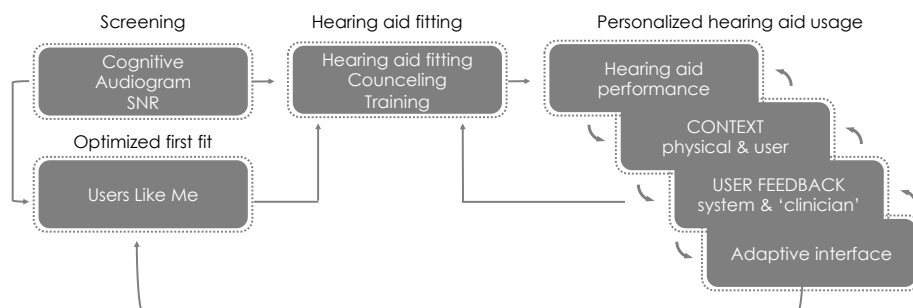 Screening
Cognitive
Audiogram
SNR
Optimized first fit
Users Like Me
Hearing aid fitting
Hearing aid fitting
Counceling
Training
Personalized hearing aid usage
Hearing aid
performance
CONTEXT
physical & user
USER FEEDBACK
system & ‘clinician’
Adaptive interface